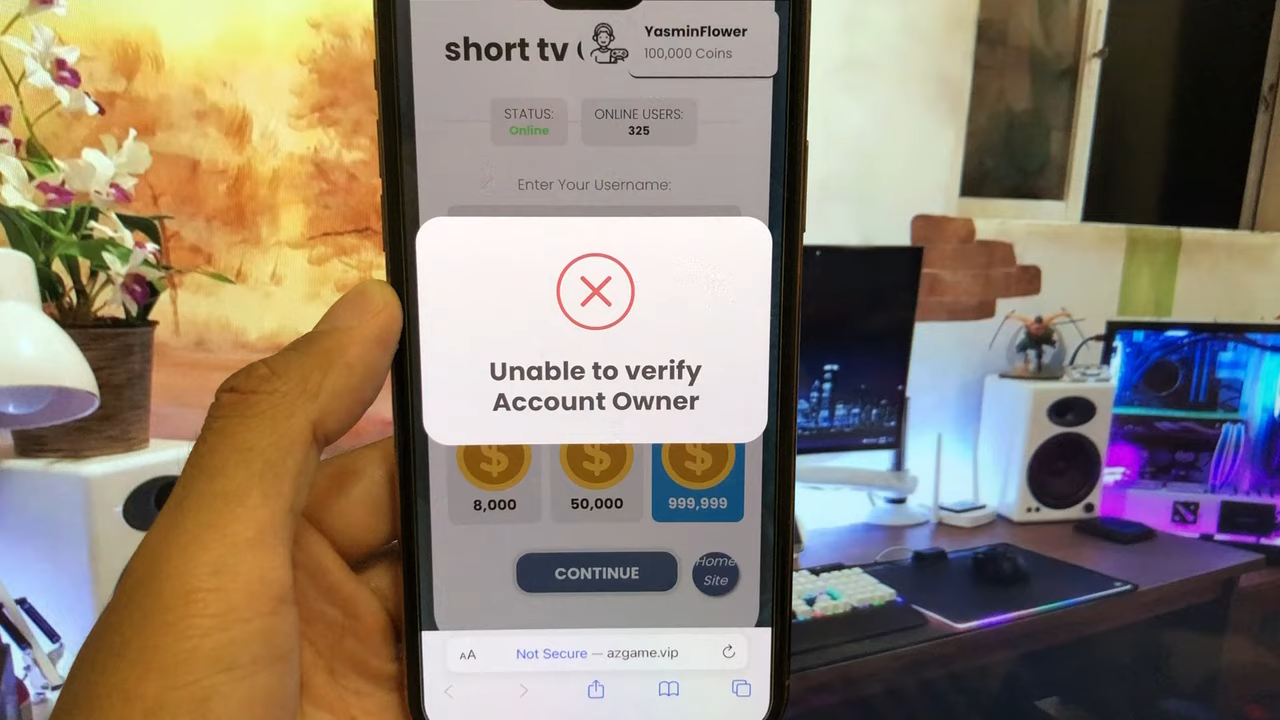 short tv (
YasminFlower
100,000 Coins
STATUS:
Online
ONLINE USERS:
325
Enter Your Username:
Unable to verify
Account Owner
8,000
50,000
999,999
CONTINUE
Home
Site
AA
Not Secure — azgame.vip